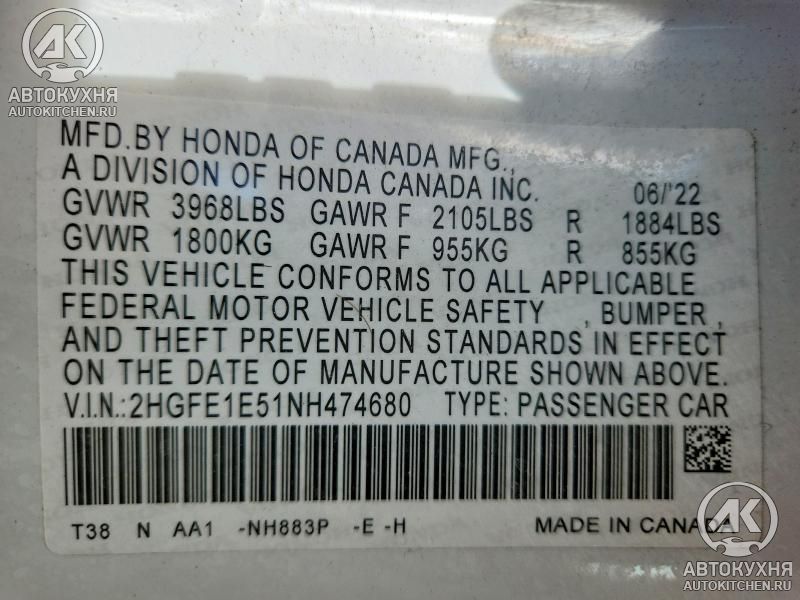 АК
АВТОКУХНЯ
AUTOKITCHEN.RU
MFD.BY HONDA OF CANADA MFG.,
A DIVISION OF HONDA CANADA INC. 06/'22
GVWR 3968LBS GAWR F 2105LBS R 1884LBS
GVWR 1800KG GAWR F 955KG R 855KG
THIS VEHICLE CONFORMS TO ALL APPLICABLE
FEDERAL MOTOR VEHICLE SAFETY , BUMPER ,
AND THEFT PREVENTION STANDARDS IN EFFECT
ON THE DATE OF MANUFACTURE SHOWN ABOVE.
V.I.N.:2HGFE1E51NH474680 TYPE: PASSENGER CAR
T38 N AA1 -NH883P -E -H MADE IN CANADA
АК
АВТОКУХНЯ
AUTOKITCHEN.RU